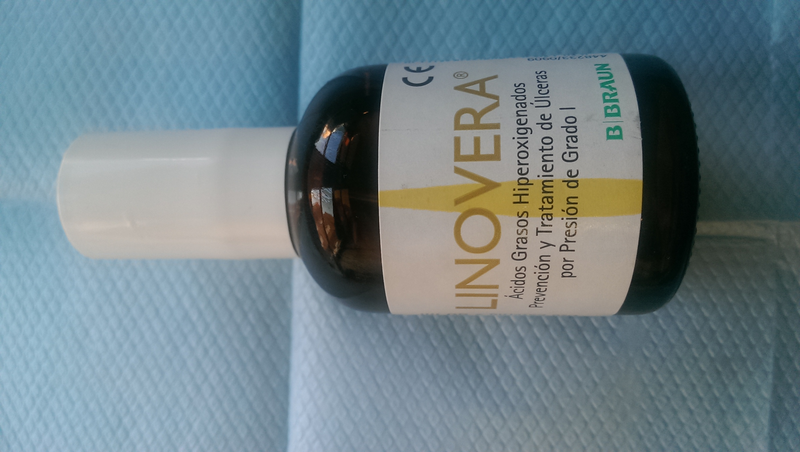 CE
LINOVERA®
Ácidos Grasos Hiperoxigenados
Prevención y Tratamiento de Úlceras
por Presión de Grado I
B|BRAUN